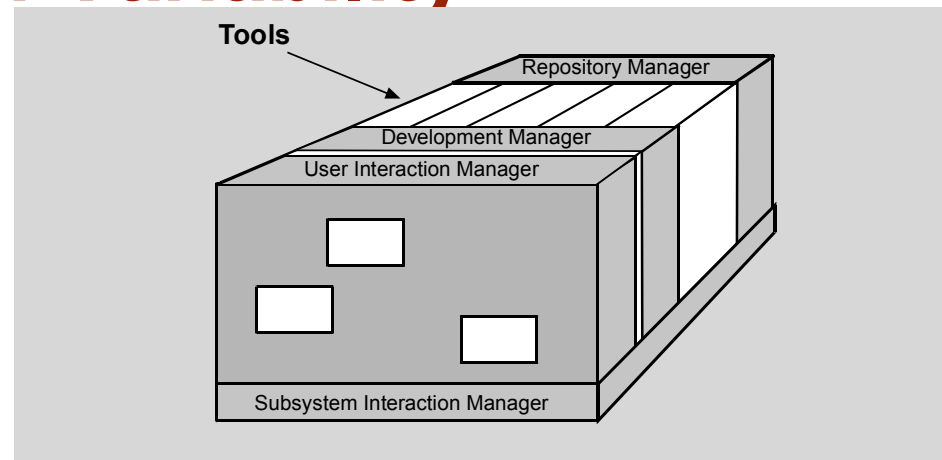 Tools
Repository Manager
Development Manager
User Interaction Manager
Subsystem Interaction Manager